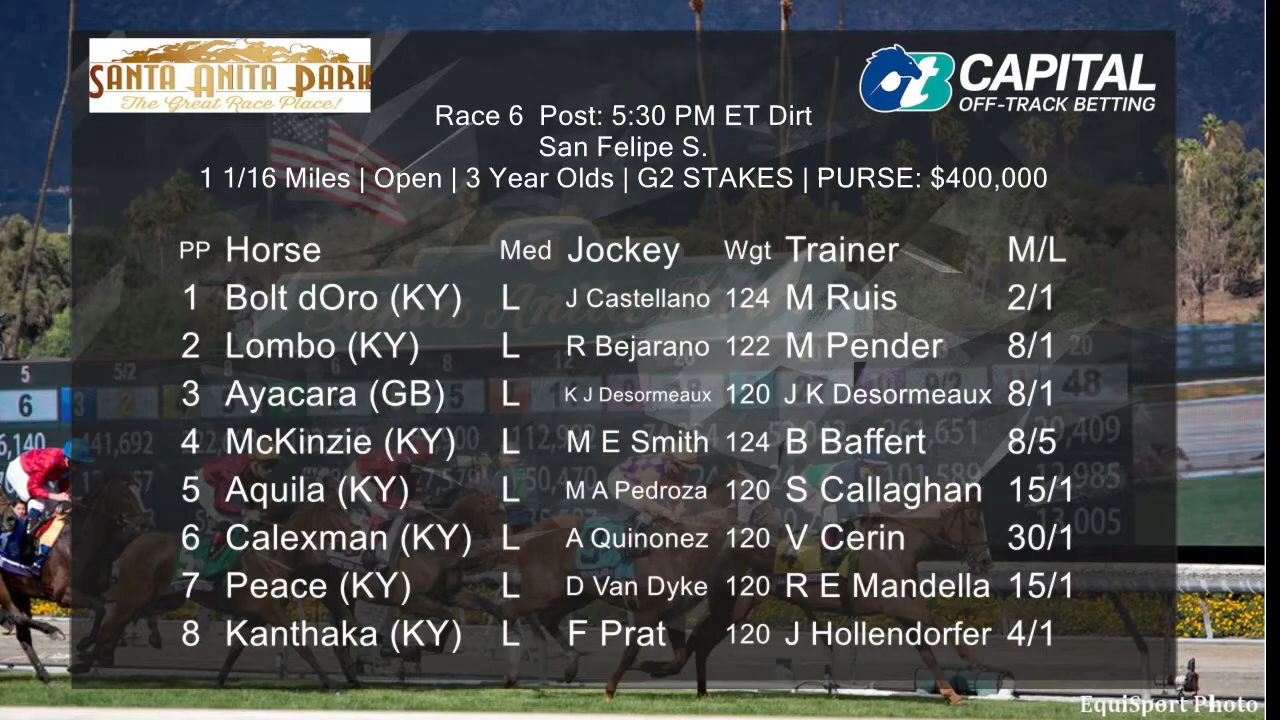 SANTA ANITA PARK
The Great Race Place!
OTB CAPITAL
OFF-TRACK BETTING
Race 6 Post: 5:30 PM ET Dirt
San Felipe S.
1 1/16 Miles | Open | 3 Year Olds | G2 STAKES | PURSE: $400,000
PP Horse Med Jockey Wgt Trainer M/L
1 Bolt dOro (KY) L J Castellano 124 M Ruis 2/1
2 Lombo (KY) L R Bejarano 122 M Pender 8/1
3 Ayacara (GB) L K J Desormeaux 120 J K Desormeaux 8/1
4 McKinzie (KY) L M E Smith 124 B Baffert 8/5
5 Aquila (KY) L M A Pedroza 120 S Callaghan 15/1
6 Calexman (KY) L A Quinonez 120 V Cerin 30/1
7 Peace (KY) L D Van Dyke 120 R E Mandella 15/1
8 Kanthaka (KY) L F Prat 120 J Hollendorfer 4/1
5
6
EquiSport Photo